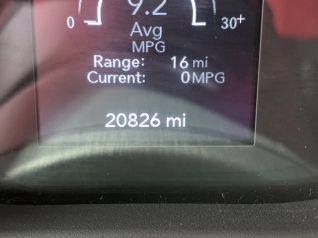 9.2
0 30+
Avg
MPG
Range: 16 mi
Current: 0 MPG
20826 mi